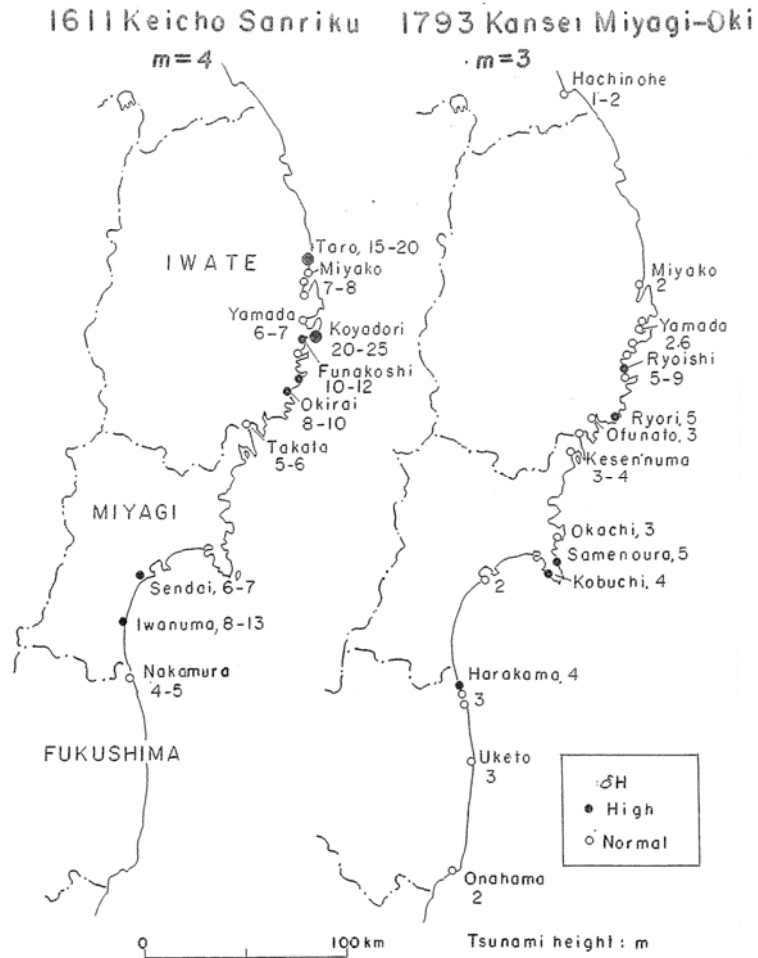 1611 Keicho Sanriku
m=4
IWATE
Taro, 15-20
Miyako
7-8
Yamada
6-7
Koyadori
20-25
Funakoshi
10-12
Okirai
8-10
Takata
5-6
MIYAGI
Sendai, 6-7
Iwanuma, 8-13
Nakamura
4-5
FUKUSHIMA
1793 Kansei Miyagi-Oki
m=3
Hachinohe
1-2
Miyako
2
Yamada
2.6
Ryoishi
5-9
Ryori, 5
Ofunato, 3
Kesen'numa
3-4
Okachi, 3
Samenoura, 5
Kobuchi, 4
2
Harakama, 4
3
Uketo
3
Onahama
2
δH
High
Normal
0 100 km
Tsunami height : m